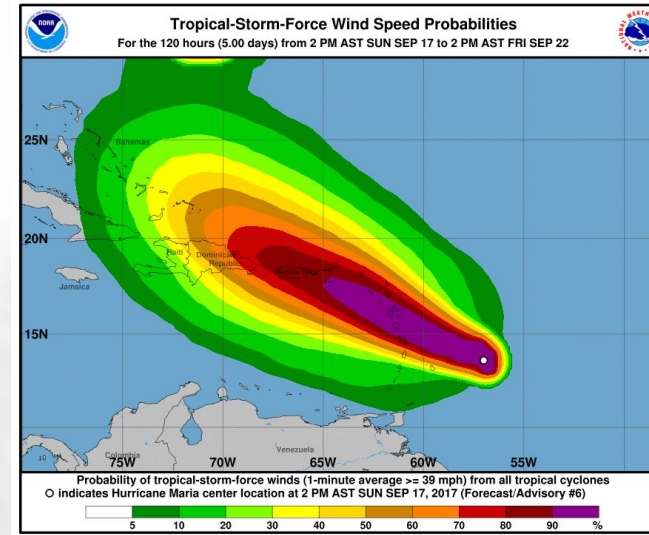 NOAA
Tropical-Storm-Force Wind Speed Probabilities
For the 120 hours (5.00 days) from 2 PM AST SUN SEP 17 to 2 PM AST FRI SEP 22
25N
Bahamas
20N
Haiti
Dominican
Republic
Puerto Rico
Jamaica
15N
Colombia
Venezuela
75W 70W 65W 60W 55W
Probability of tropical-storm-force winds (1-minute average >= 39 mph) from all tropical cyclones
O indicates Hurricane Maria center location at 2 PM AST SUN SEP 17, 2017 (Forecast/Advisory #6)
5 10 20 30 40 50 60 70 80 90 %